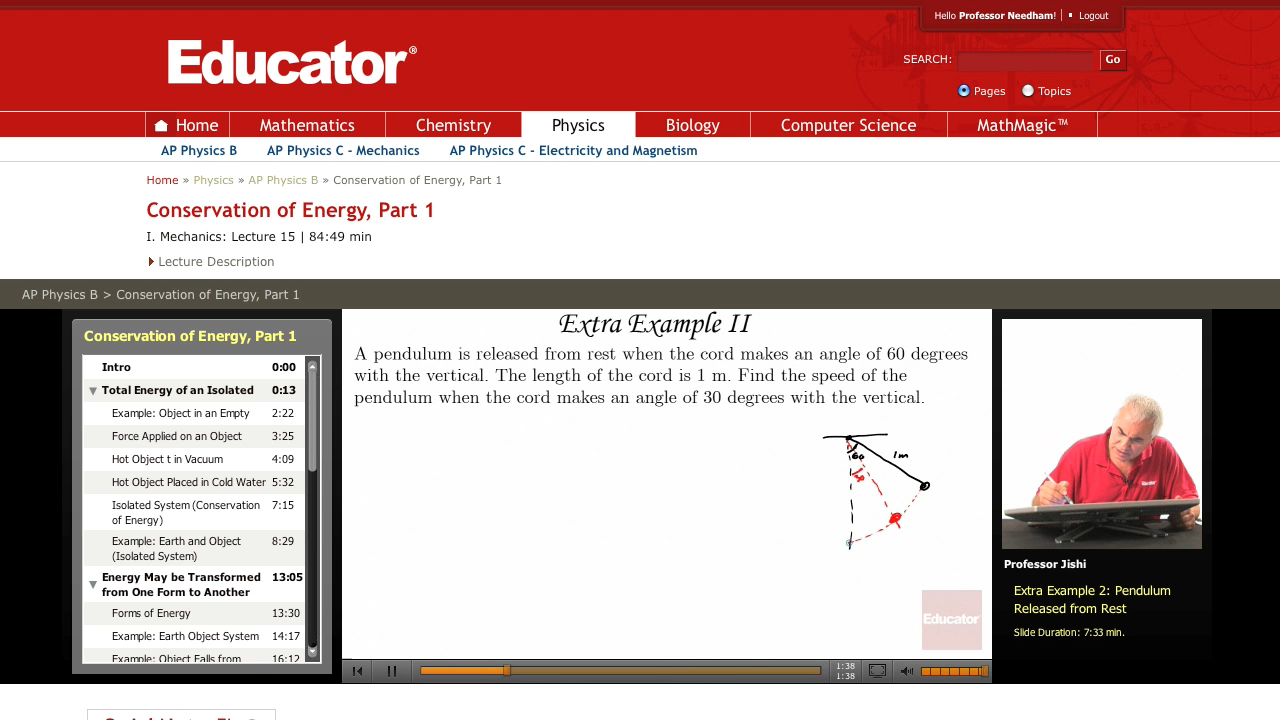 Hello Professor Needham! Logout
Educator®
SEARCH: Go
Pages Topics
Home Mathematics Chemistry Physics Biology Computer Science MathMagic™
AP Physics B AP Physics C - Mechanics AP Physics C - Electricity and Magnetism
Home » Physics » AP Physics B » Conservation of Energy, Part 1
Conservation of Energy, Part 1
I. Mechanics: Lecture 15 | 84:49 min
Lecture Description
AP Physics B > Conservation of Energy, Part 1
Conservation of Energy, Part 1
Intro 0:00
Total Energy of an Isolated 0:13
Example: Object in an Empty 2:22
Force Applied on an Object 3:25
Hot Object t in Vacuum 4:09
Hot Object Placed in Cold Water 5:32
Isolated System (Conservation 7:15
of Energy)
Example: Earth and Object 8:29
(Isolated System)
Energy May be Transformed 13:05
from One Form to Another
Forms of Energy 13:30
Example: Earth Object System 14:17
Example: Object Falls from 16:12
Extra Example II
A pendulum is released from rest when the cord makes an angle of 60 degrees
with the vertical. The length of the cord is 1 m. Find the speed of the
pendulum when the cord makes an angle of 30 degrees with the vertical.
60
1m
30
Educator
1:38
1:38
Professor Jishi
Extra Example 2: Pendulum
Released from Rest
Slide Duration: 7:33 min.